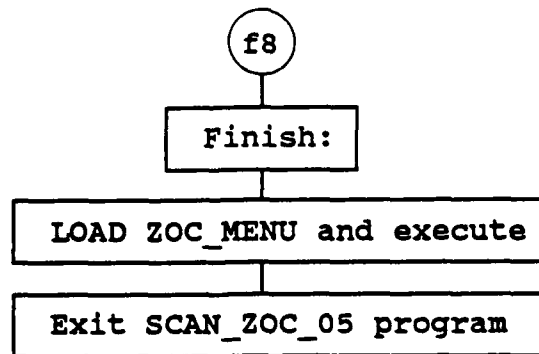 f8
Finish:
LOAD ZOC_MENU and execute
Exit SCAN_ZOC_05 program